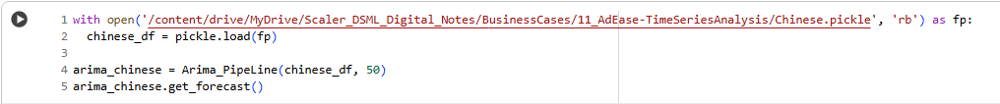 1 with open('/content/drive/MyDrive/Scaler_DSML_Digital_Notes/BusinessCases/11_AdEase-TimeSeriesAnalysis/Chinese.pickle', 'rb') as fp:
2   chinese_df = pickle.load(fp)
3
4 arima_chinese = Arima_PipeLine(chinese_df, 50)
5 arima_chinese.get_forecast()